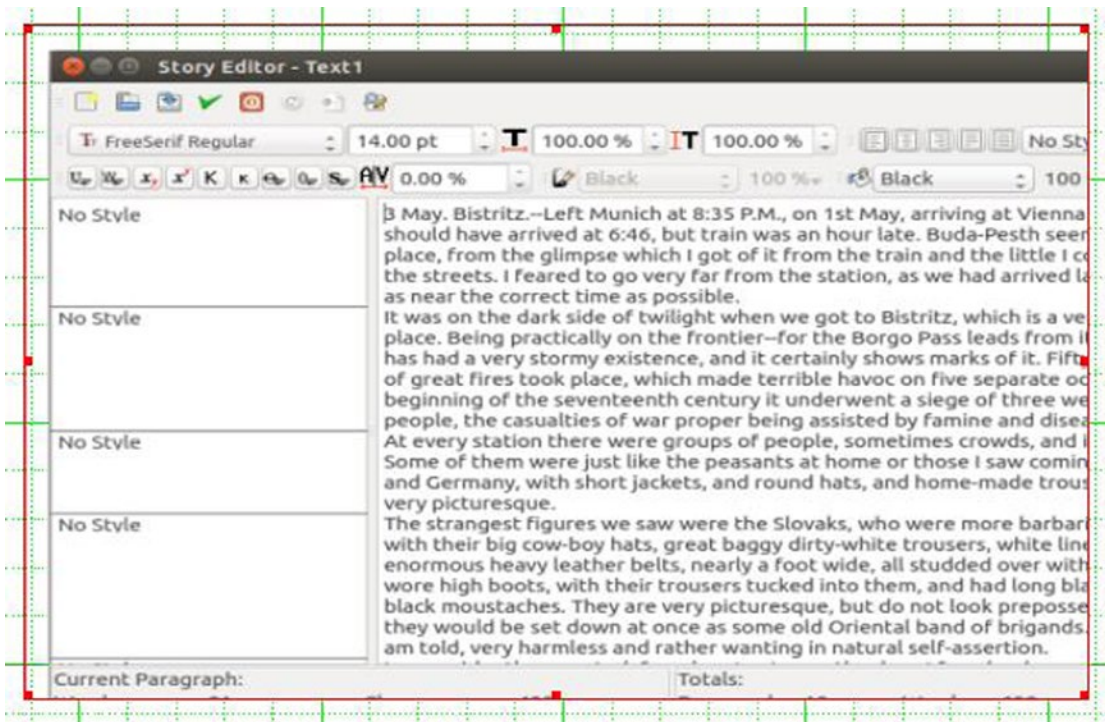 Story Editor - Text1
FreeSerif Regular 14.00 pt 100.00 % 100.00 % No Sty
0.00 % Black 100 % Black 100
No Style
3 May. Bistritz.--Left Munich at 8:35 P.M., on 1st May, arriving at Vienna
should have arrived at 6:46, but train was an hour late. Buda-Pesth seer
place, from the glimpse which I got of it from the train and the little I co
the streets. I feared to go very far from the station, as we had arrived la
as near the correct time as possible.
No Style
It was on the dark side of twilight when we got to Bistritz, which is a ve
place. Being practically on the frontier--for the Borgo Pass leads from i
has had a very stormy existence, and it certainly shows marks of it. Fift
of great fires took place, which made terrible havoc on five separate oc
beginning of the seventeenth century it underwent a siege of three we
people, the casualties of war proper being assisted by famine and disea
No Style
At every station there were groups of people, sometimes crowds, and i
Some of them were just like the peasants at home or those I saw comin
and Germany, with short jackets, and round hats, and home-made trous
very picturesque.
No Style
The strangest figures we saw were the Slovaks, who were more barbari
with their big cow-boy hats, great baggy dirty-white trousers, white line
enormous heavy leather belts, nearly a foot wide, all studded over with
wore high boots, with their trousers tucked into them, and had long bla
black moustaches. They are very picturesque, but do not look preposse
they would be set down at once as some old Oriental band of brigands.
am told, very harmless and rather wanting in natural self-assertion.
Current Paragraph: Totals: